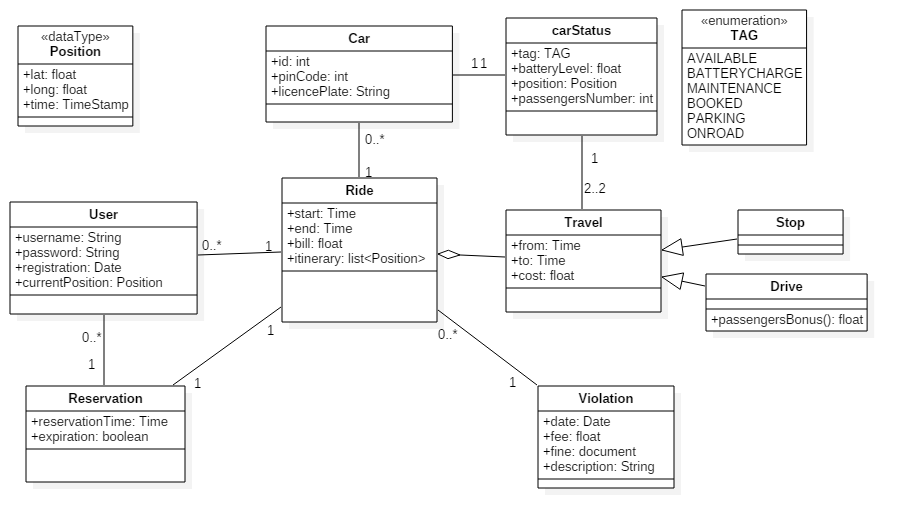 «dataType»
Position
+lat: float
+long: float
+time: TimeStamp
Car
+id: int
+pinCode: int
+licencePlate: String
1 1
carStatus
+tag: TAG
+batteryLevel: float
+position: Position
+passengersNumber: int
«enumeration»
TAG
AVAILABLE
BATTERYCHARGE
MAINTENANCE
BOOKED
PARKING
ONROAD
0..*
1
1
2..2
User
+username: String
+password: String
+registration: Date
+currentPosition: Position
0..*
1
Ride
+start: Time
+end: Time
+bill: float
+itinerary: list<Position>
Travel
+from: Time
+to: Time
+cost: float
Stop
Drive
+passengersBonus(): float
0..*
1
1
1
0..*
1
Reservation
+reservationTime: Time
+expiration: boolean
Violation
+date: Date
+fee: float
+fine: document
+description: String